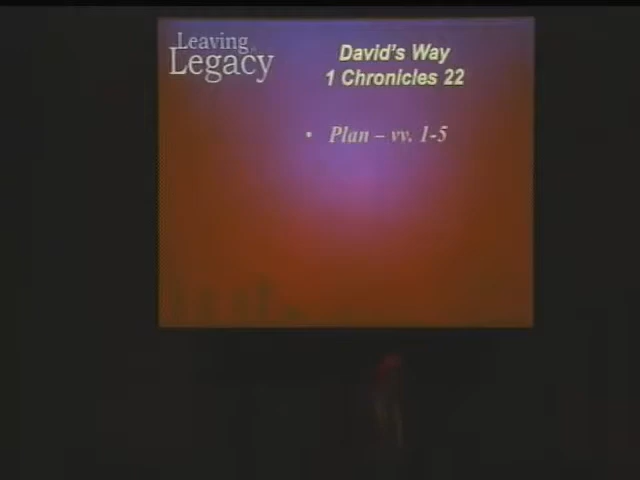 Leaving
Legacy
David's Way
1 Chronicles 22
• Plan – vv. 1-5